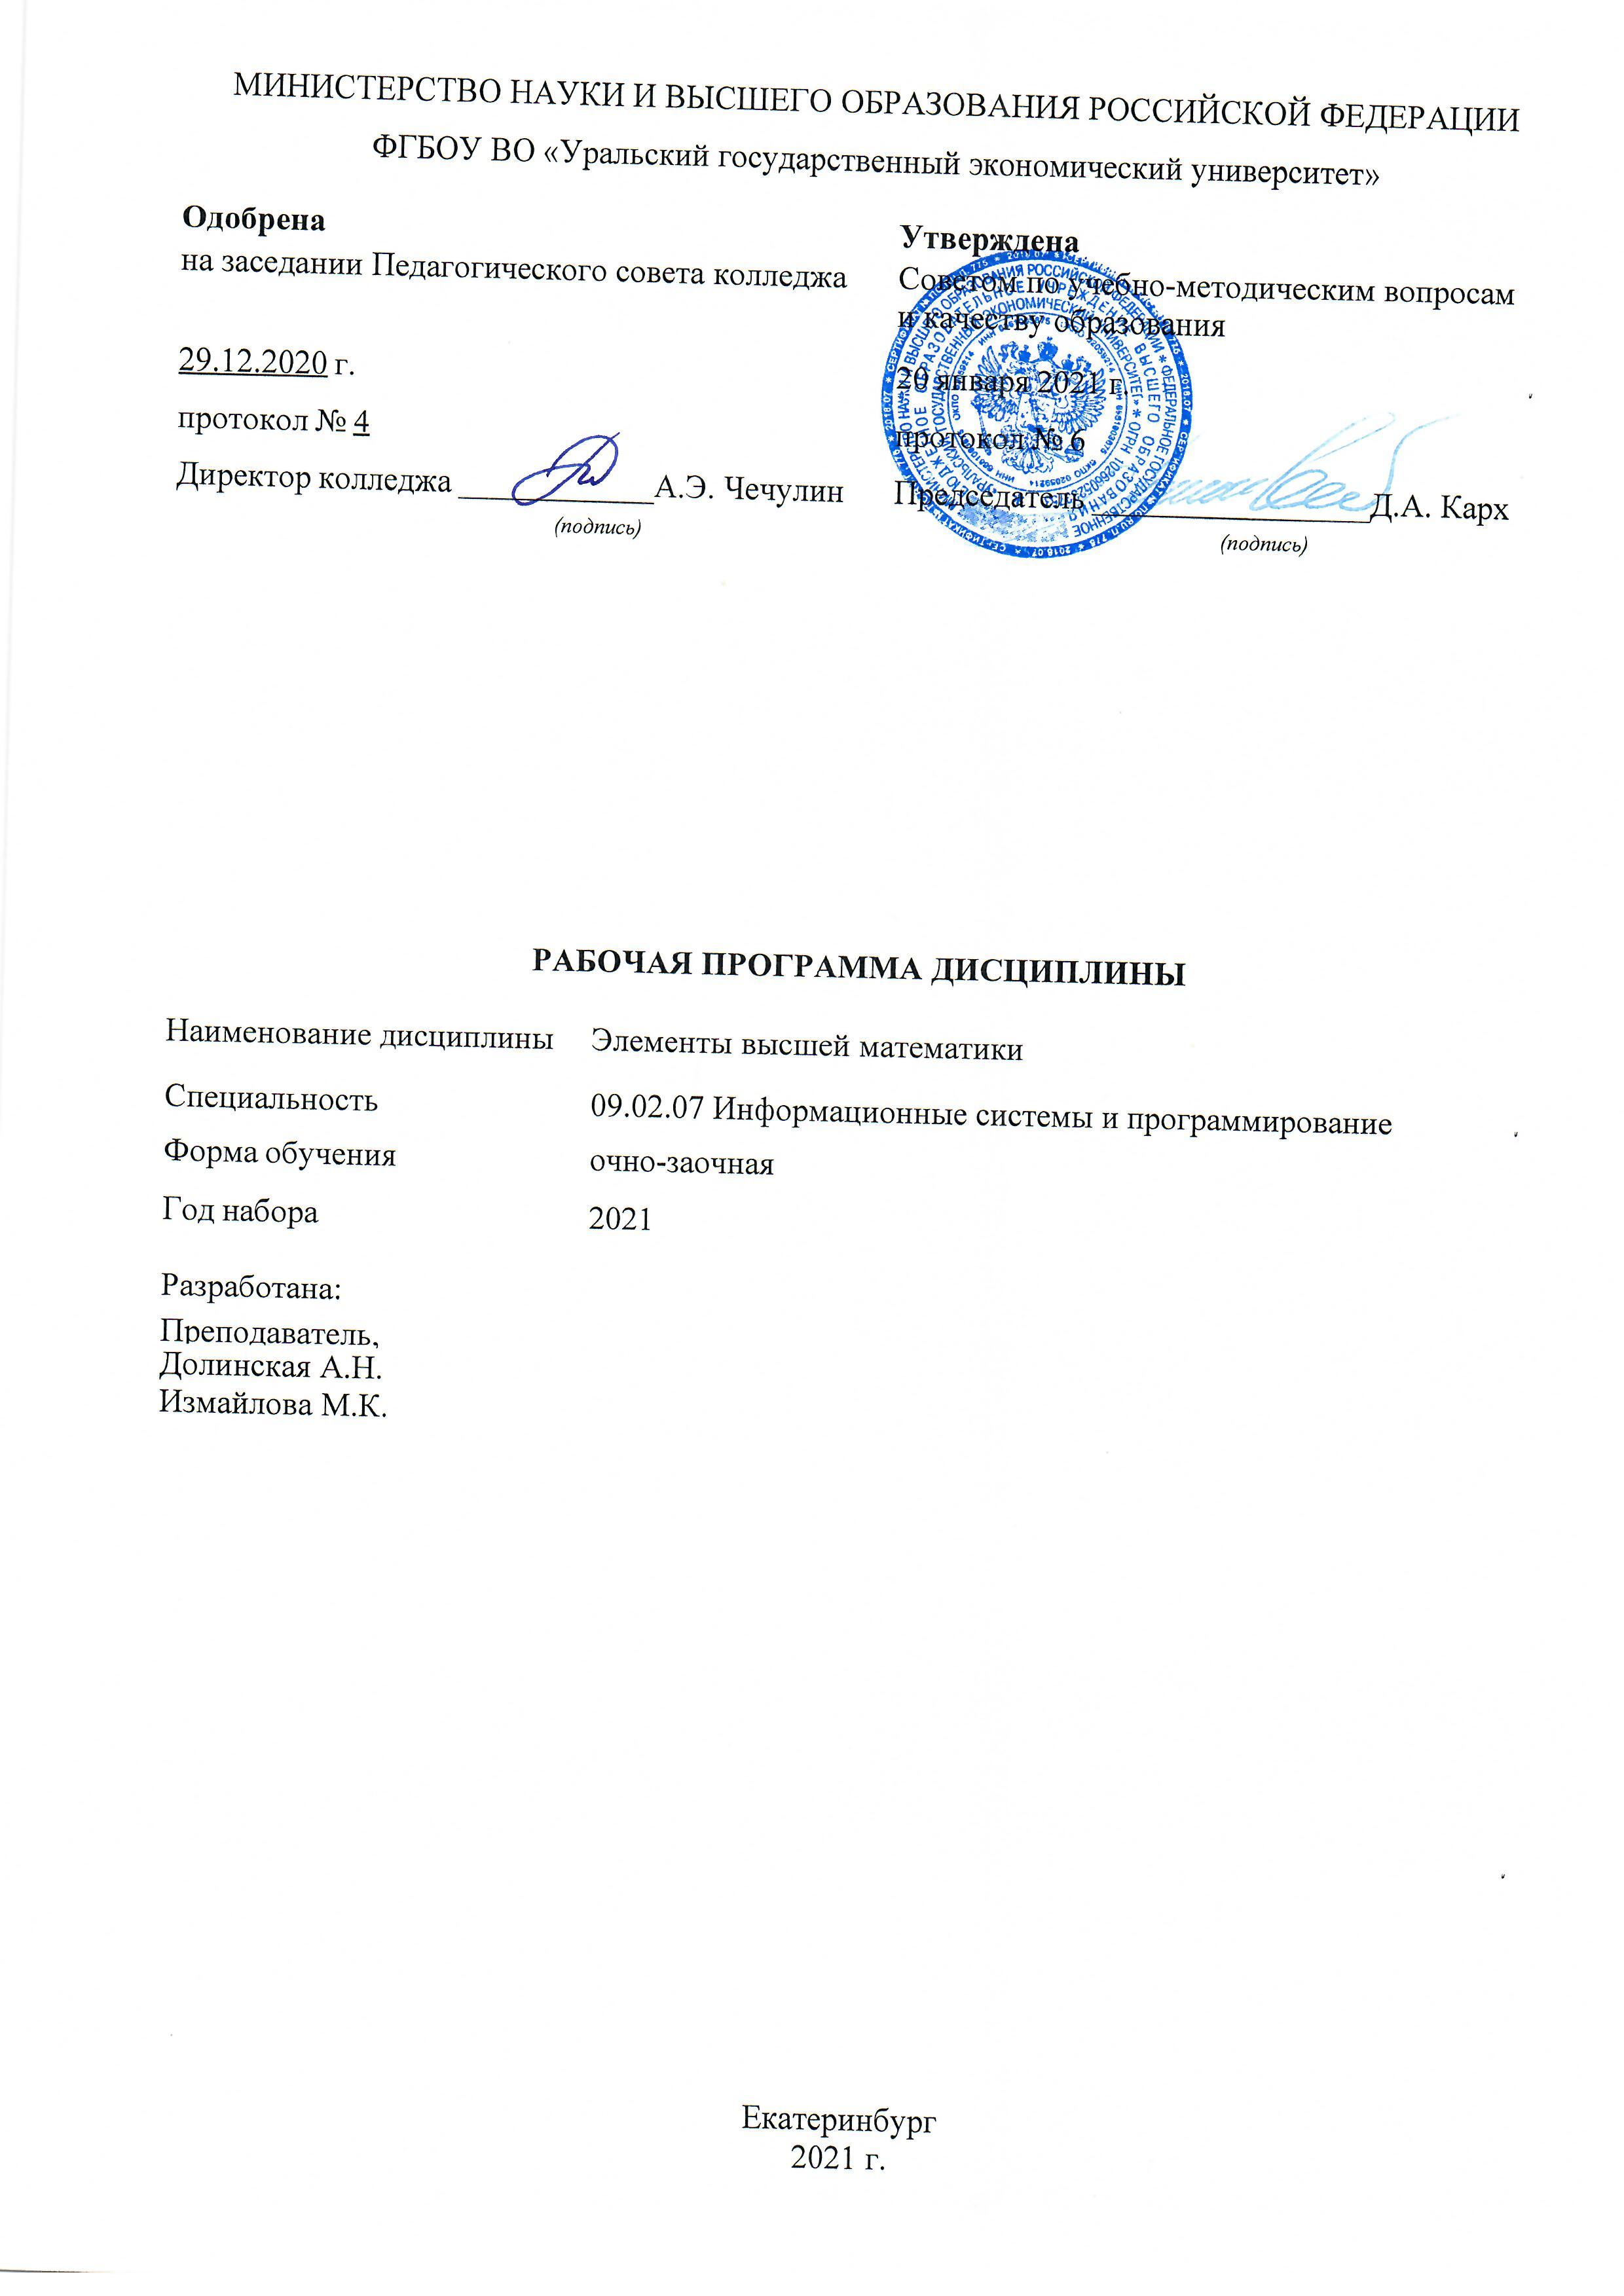 МИНИСТЕРСТВО НАУКИ И ВЫСШЕГО ОБРАЗОВАНИЯ РОССИЙСКОЙ ФЕДЕРАЦИИ
ФГБОУ ВО «Уральский государственный экономический университет»
Одобрена
на заседании Педагогического совета колледжа
29.12.2020 г.
протокол № 4
Директор колледжа ____________ А.Э. Чечулин
(подпись)
Утверждена
Советом по учебно-методическим вопросам
и качеству образования
20 января 2021 г.
протокол № 6
Председатель _________________ Д.А. Карх
(подпись)
РАБОЧАЯ ПРОГРАММА ДИСЦИПЛИНЫ
Наименование дисциплины Элементы высшей математики
Специальность 09.02.07 Информационные системы и программирование
Форма обучения очно-заочная
Год набора 2021
Разработана:
Преподаватель,
Долинская А.Н.
Измайлова М.К.
Екатеринбург
2021 г.